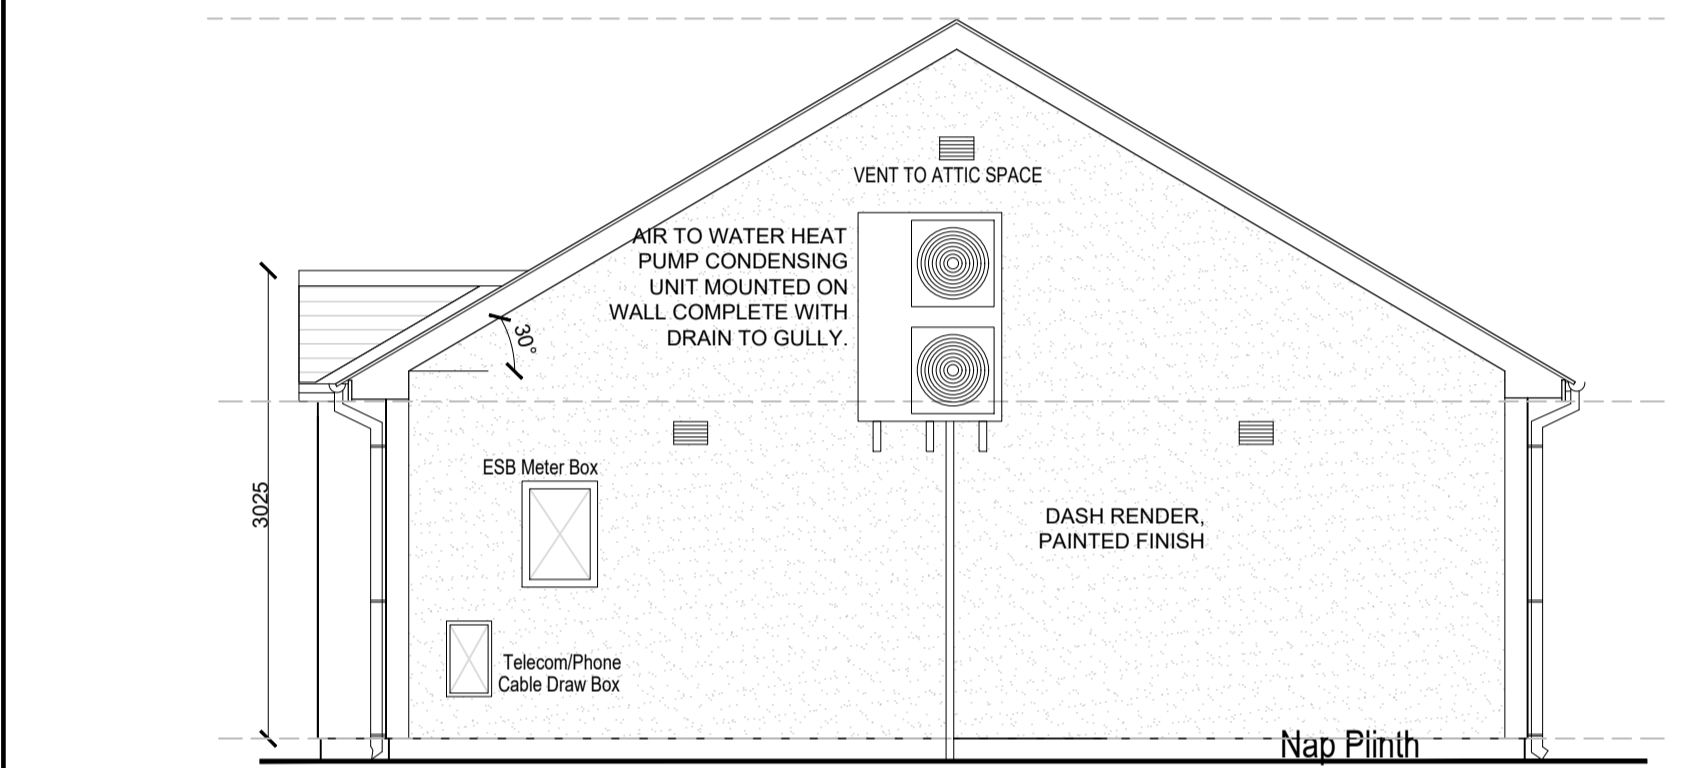 VENT TO ATTIC SPACE
AIR TO WATER HEAT
PUMP CONDENSING
UNIT MOUNTED ON
WALL COMPLETE WITH
DRAIN TO GULLY.
30°
3025
ESB Meter Box
DASH RENDER,
PAINTED FINISH
Telecom/Phone
Cable Draw Box
Nap Plinth